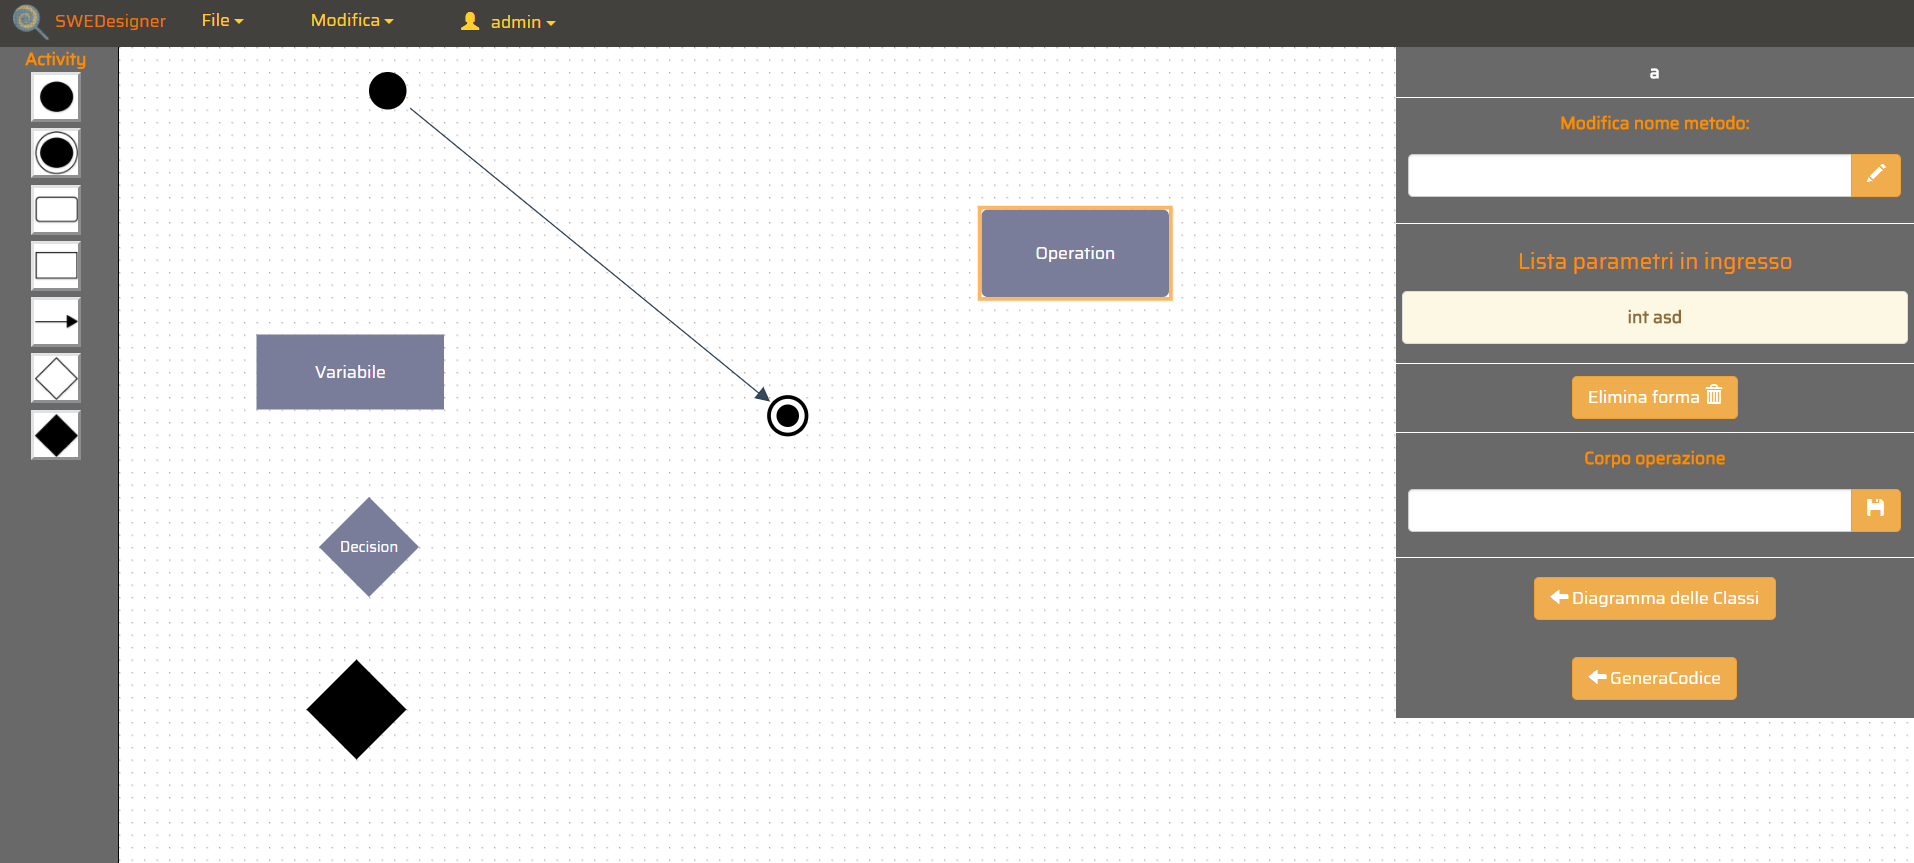 SWEDesigner
File
Modifica
admin
Activity
Operation
Variabile
Decision
a
Modifica nome metodo:
Lista parametri in ingresso
int asd
Elimina forma
Corpo operazione
Diagramma delle Classi
GeneraCodice